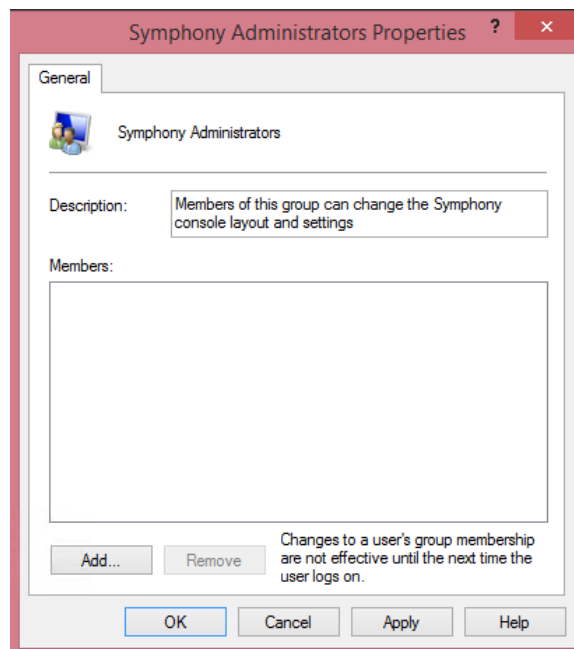 Symphony Administrators Properties
?
×
General
Symphony Administrators
Description:
Members of this group can change the Symphony
console layout and settings
Members:
Add...
Remove
Changes to a user's group membership
are not effective until the next time the
user logs on.
OK
Cancel
Apply
Help